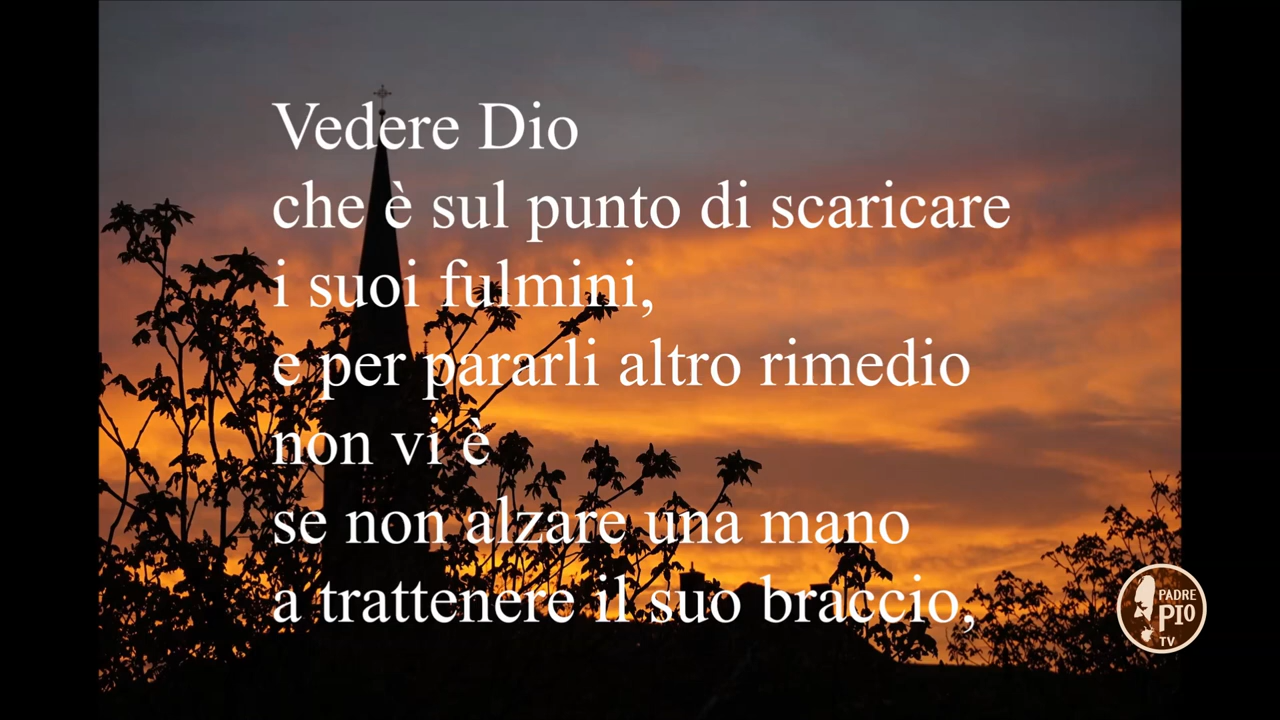 Vedere Dio
che è sul punto di scaricare
i suoi fulmini,
e per pararli altro rimedio
non vi è
se non alzare una mano
a trattenere il suo braccio,
PADRE
PIO
TV